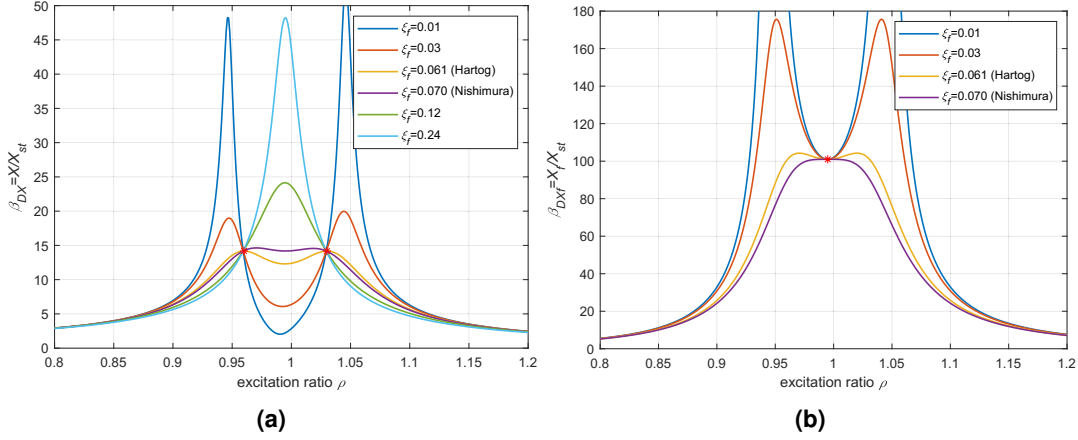 50
45
40
35
30
25
20
15
10
5
0
β_DX=X/X_st
0.8 0.85 0.9 0.95 1 1.05 1.1 1.15 1.2
excitation ratio ρ
ξ_f=0.01
ξ_f=0.03
ξ_f=0.061 (Hartog)
ξ_f=0.070 (Nishimura)
ξ_f=0.12
ξ_f=0.24
(a)
180
160
140
120
100
80
60
40
20
0
β_DXf=X_f/X_st
0.8 0.85 0.9 0.95 1 1.05 1.1 1.15 1.2
excitation ratio ρ
ξ_f=0.01
ξ_f=0.03
ξ_f=0.061 (Hartog)
ξ_f=0.070 (Nishimura)
(b)